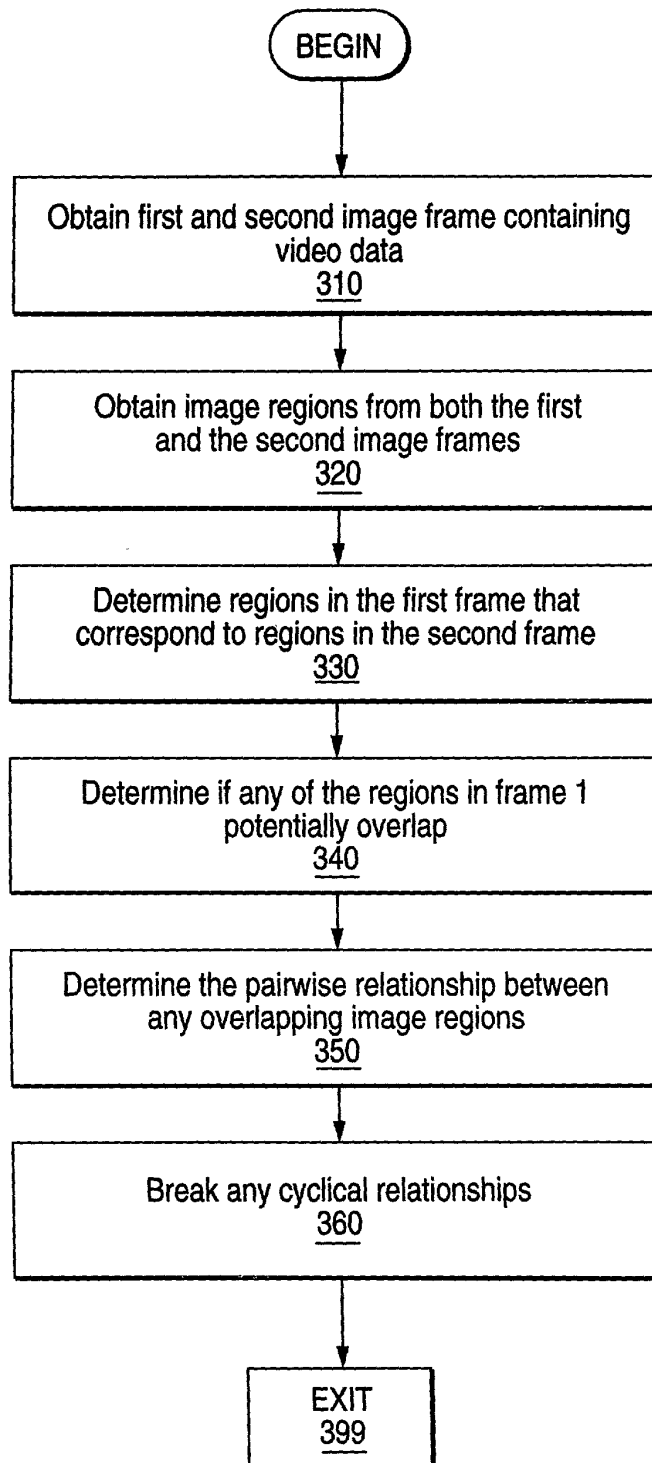 BEGIN
Obtain first and second image frame containing
video data
310
Obtain image regions from both the first
and the second image frames
320
Determine regions in the first frame that
correspond to regions in the second frame
330
Determine if any of the regions in frame 1
potentially overlap
340
Determine the pairwise relationship between
any overlapping image regions
350
Break any cyclical relationships
360
EXIT
399